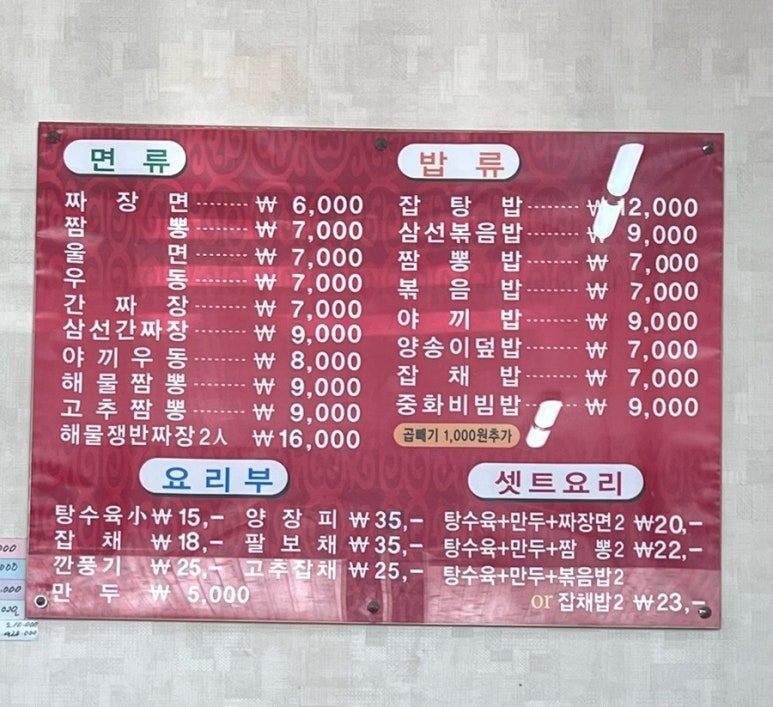 면 류
짜 장 면 -------- ₩ 6,000
짬 뽕 -------- ₩ 7,000
울 면 -------- ₩ 7,000
우 동 -------- ₩ 7,000
간 짜 장 -------- ₩ 7,000
삼선간짜장 -------- ₩ 9,000
야 끼 우 동 -------- ₩ 8,000
해 물 짬 뽕 -------- ₩ 9,000
고 추 짬 뽕 -------- ₩ 9,000
해물쟁반짜장 2人 ₩ 16,000
밥 류
잡 탕 밥 -------- ₩ 12,000
삼선볶음밥 -------- ₩ 9,000
짬 뽕 밥 -------- ₩ 7,000
볶 음 밥 -------- ₩ 7,000
야 끼 밥 -------- ₩ 9,000
양송이덮밥 -------- ₩ 7,000
잡 채 밥 -------- ₩ 7,000
중화비빔밥 -------- ₩ 9,000
곱빼기 1,000원추가
요리부
탕수육小 ₩ 15,–
잡 채 ₩ 18,–
깐풍기 ₩ 25,–
만 두 ₩ 5,000
양 장 피 ₩ 35,–
팔 보 채 ₩ 35,–
고추잡채 ₩ 25,–
셋트요리
탕수육+만두+짜장면2 ₩20,–
탕수육+만두+짬 뽕2 ₩22,–
탕수육+만두+볶음밥2
or 잡채밥2 ₩23,–